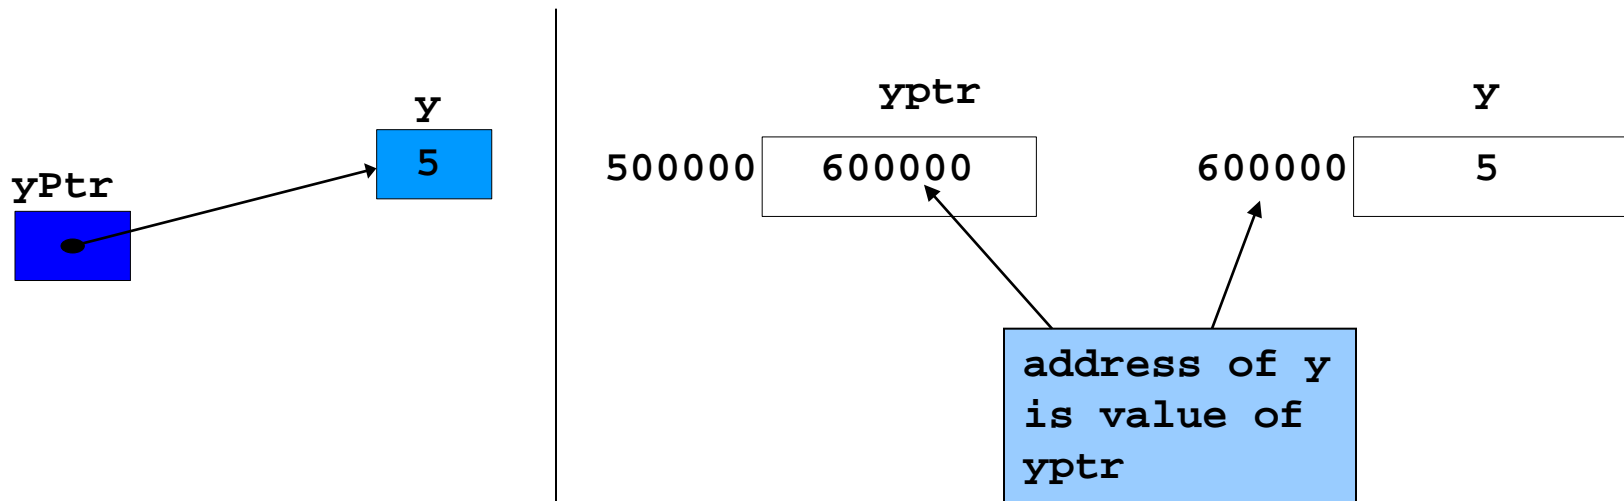 y
5
yPtr
yptr
y
500000 600000
600000 5
address of y
is value of
yptr